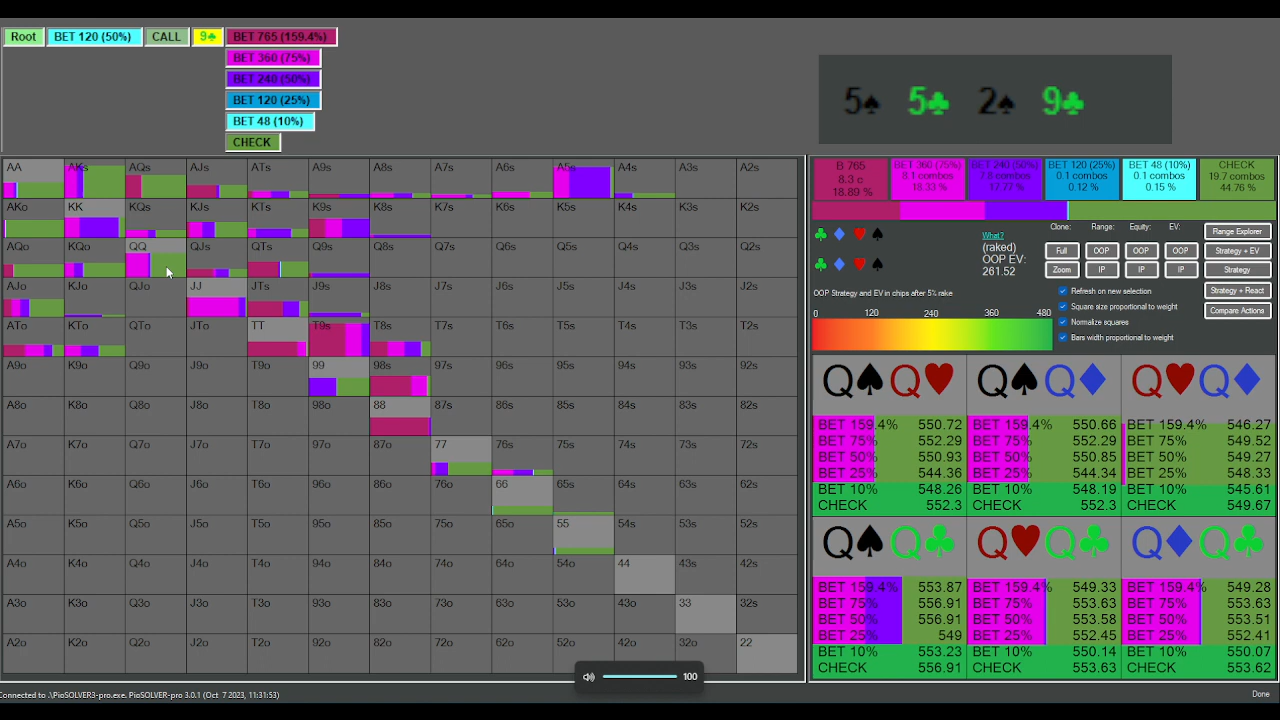 Root BET 120 (50%) CALL 9♣ BET 765 (159.4%)
BET 360 (75%)
BET 240 (50%)
BET 120 (25%)
BET 48 (10%)
CHECK
5♠ 5♣ 2♠ 9♣
AA AKs AQs AJs ATs A9s A8s A7s A6s A5s A4s A3s A2s
AKo KK KQs KJs KTs K9s K8s K7s K6s K5s K4s K3s K2s
AQo KQo QQ QJs QTs Q9s Q8s Q7s Q6s Q5s Q4s Q3s Q2s
AJo KJo QJo JJ JTs J9s J8s J7s J6s J5s J4s J3s J2s
ATo KTo QTo JTo TT T9s T8s T7s T6s T5s T4s T3s T2s
A9o K9o Q9o J9o T9o 99 98s 97s 96s 95s 94s 93s 92s
A8o K8o Q8o J8o T8o 98o 88 87s 86s 85s 84s 83s 82s
A7o K7o Q7o J7o T7o 97o 87o 77 76s 75s 74s 73s 72s
A6o K6o Q6o J6o T6o 96o 86o 76o 66 65s 64s 63s 62s
A5o K5o Q5o J5o T5o 95o 85o 75o 65o 55 54s 53s 52s
A4o K4o Q4o J4o T4o 94o 84o 74o 64o 54o 44 43s 42s
A3o K3o Q3o J3o T3o 93o 83o 73o 63o 53o 43o 33 32s
A2o K2o Q2o J2o T2o 92o 82o 72o 62o 52o 42o 32o 22
B 765 BET 360 (75%) BET 240 (50%) BET 120 (25%) BET 48 (10%) CHECK
8.3 c 8.1 combos 7.8 combos 0.1 combos 0.1 combos 19.7 combos
18.89 % 18.33 % 17.77 % 0.12 % 0.15 % 44.76 %
♣ ♦ ♥ ♠
♣ ♦ ♥ ♠
What?
(raked)
OOP EV:
261.52
Clone: Range: Equity: EV:
Full OOP OOP OOP
Zoom IP IP IP
Range Explorer
Strategy + EV
Strategy
Strategy + React
Compare Actions
Refresh on new selection
Square size proportional to weight
Normalize squares
Bars width proportional to weight
OOP Strategy and EV in chips after 5% rake
0 120 240 360 480
Q♠ Q♥ Q♠ Q♦ Q♥ Q♦
BET 159.4% 550.72 BET 159.4% 550.66 BET 159.4% 546.27
BET 75% 552.29 BET 75% 552.29 BET 75% 549.52
BET 50% 550.93 BET 50% 550.85 BET 50% 549.27
BET 25% 544.36 BET 25% 544.34 BET 25% 548.33
BET 10% 548.26 BET 10% 548.19 BET 10% 545.61
CHECK 552.3 CHECK 552.3 CHECK 549.67
Q♠ Q♣ Q♥ Q♣ Q♦ Q♣
BET 159.4% 553.87 BET 159.4% 549.33 BET 159.4% 549.28
BET 75% 556.91 BET 75% 553.63 BET 75% 553.63
BET 50% 556.91 BET 50% 553.58 BET 50% 553.51
BET 25% 549 BET 25% 552.45 BET 25% 552.41
BET 10% 553.23 BET 10% 550.14 BET 10% 550.07
CHECK 556.91 CHECK 553.63 CHECK 553.62
100
Connected to .\PioSOLVER3-pro.exe. PioSOLVER-pro 3.0.1 (Oct 7 2023, 11:31:53)
Done